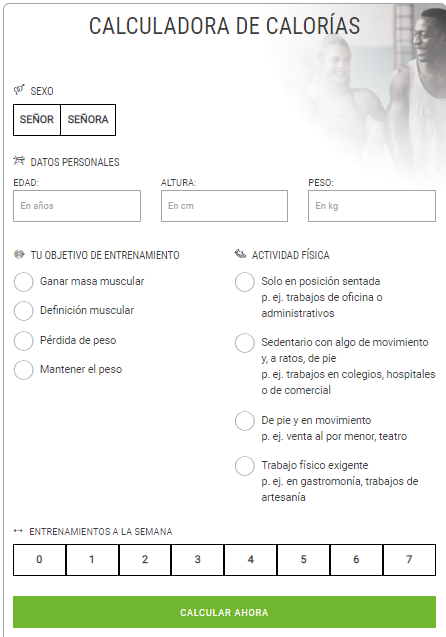 CALCULADORA DE CALORÍAS
SEXO
SEÑOR SEÑORA
DATOS PERSONALES
EDAD: ALTURA: PESO:
En años En cm En kg
TU OBJETIVO DE ENTRENAMIENTO
Ganar masa muscular
Definición muscular
Pérdida de peso
Mantener el peso
ACTIVIDAD FÍSICA
Solo en posición sentada
p. ej. trabajos de oficina o
administrativos
Sedentario con algo de movimiento
y, a ratos, de pie
p. ej. trabajos en colegios, hospitales
o de comercial
De pie y en movimiento
p. ej. venta al por menor, teatro
Trabajo físico exigente
p. ej. en gastromonía, trabajos de
artesanía
ENTRENAMIENTOS A LA SEMANA
0 1 2 3 4 5 6 7
CALCULAR AHORA